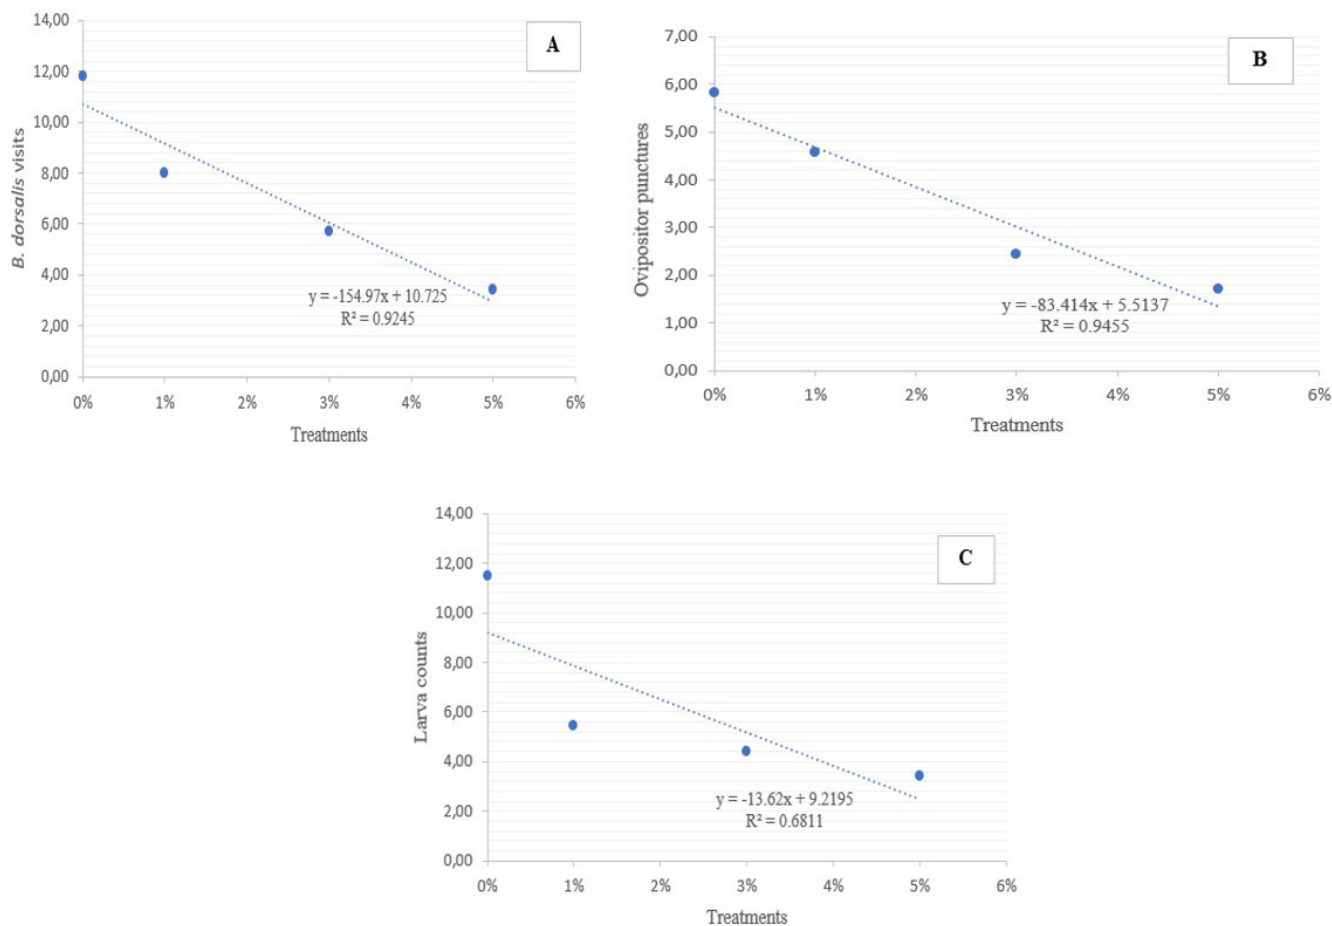 A
14,00
12,00
10,00
8,00
6,00
4,00
2,00
0,00
B. dorsalis visits
y = -154.97x + 10.725
R² = 0.9245
0% 1% 2% 3% 4% 5% 6%
Treatments
B
7,00
6,00
5,00
4,00
3,00
2,00
1,00
0,00
Ovipositor punctures
y = -83.414x + 5.5137
R² = 0.9455
0% 1% 2% 3% 4% 5% 6%
Treatments
C
14,00
12,00
10,00
8,00
6,00
4,00
2,00
0,00
Larva counts
y = -13.62x + 9.2195
R² = 0.6811
0% 1% 2% 3% 4% 5% 6%
Treatments